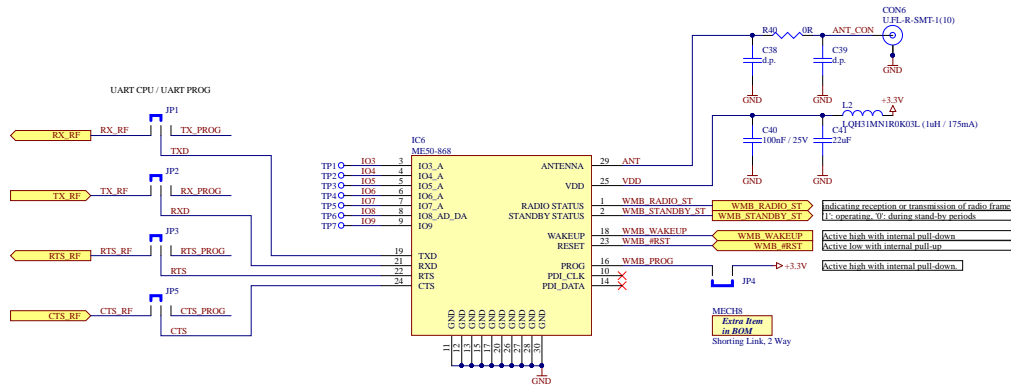 CON6
U.FL-R-SMT-1(10)
R40 0R ANT_CON
C38
d.p.
C39
d.p.
GND
GND GND
UART CPU / UART PROG
JP1
RX_RF RX_RF TX_PROG
TXD
JP2
TX_RF TX_RF RX_PROG
RXD
JP3
RTS_RF RTS_RF RTS_PROG
RTS
JP5
CTS_RF CTS_RF CTS_PROG
CTS
L2 +3.3V
LQH31MN1R0K03L (1uH / 175mA)
C40
100nF / 25V
C41
22uF
GND GND
IC6
ME50-868
TP1 IO3 3 IO3_A
TP2 IO4 4 IO4_A
TP3 IO5 5 IO5_A
TP4 IO6 6 IO6_A
TP5 IO7 7 IO7_A
TP6 IO8 8 IO8_AD_DA
TP7 IO9 9 IO9
19 TXD
21 RXD
22 RTS
24 CTS
ANTENNA 29 ANT
VDD 25 VDD
RADIO STATUS 1 WMB_RADIO_ST WMB_RADIO_ST indicating reception or transmission of radio frame
STANDBY STATUS 2 WMB_STANDBY_ST WMB_STANDBY_ST '1': operating, '0': during stand-by periods
WAKEUP 18 WMB_WAKEUP WMB_WAKEUP Active high with internal pull-down
RESET 23 WMB_#RST WMB_#RST Active low with internal pull-up
PROG 16 WMB_PROG +3.3V Active high with internal pull-down.
JP4
PDI_CLK 10
PDI_DATA 14
GND GND GND GND GND GND GND GND GND GND
11 12 13 15 17 20 26 27 28 30
GND
MECH8
Extra Item
in BOM
Shorting Link, 2 Way